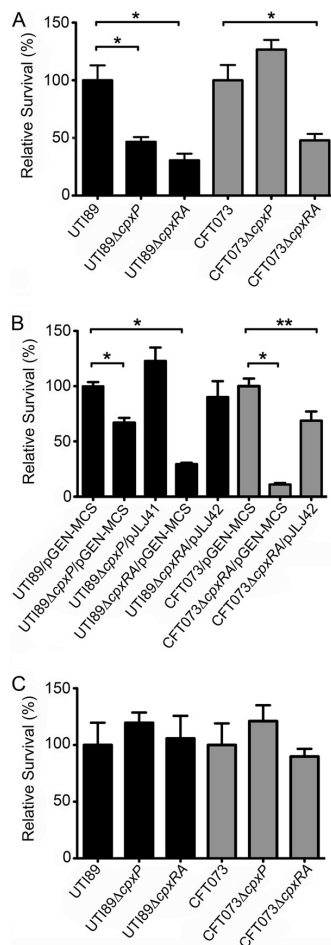 A
Relative Survival (%)
150
100
50
0
*
*
*
UTI89
UTI89ΔcpxP
UTI89ΔcpxRA
CFT073
CFT073ΔcpxP
CFT073ΔcpxRA
B
Relative Survival (%)
150
100
50
0
*
*
**
*
UTI89/pGEN-MCS
UTI89ΔcpxP/pGEN-MCS
UTI89ΔcpxP/pJLJ41
UTI89ΔcpxRA/pGEN-MCS
UTI89ΔcpxRA/pJLJ42
CFT073/pGEN-MCS
CFT073ΔcpxRA/pGEN-MCS
CFT073ΔcpxRA/pJLJ42
C
Relative Survival (%)
150
100
50
0
UTI89
UTI89ΔcpxP
UTI89ΔcpxRA
CFT073
CFT073ΔcpxP
CFT073ΔcpxRA